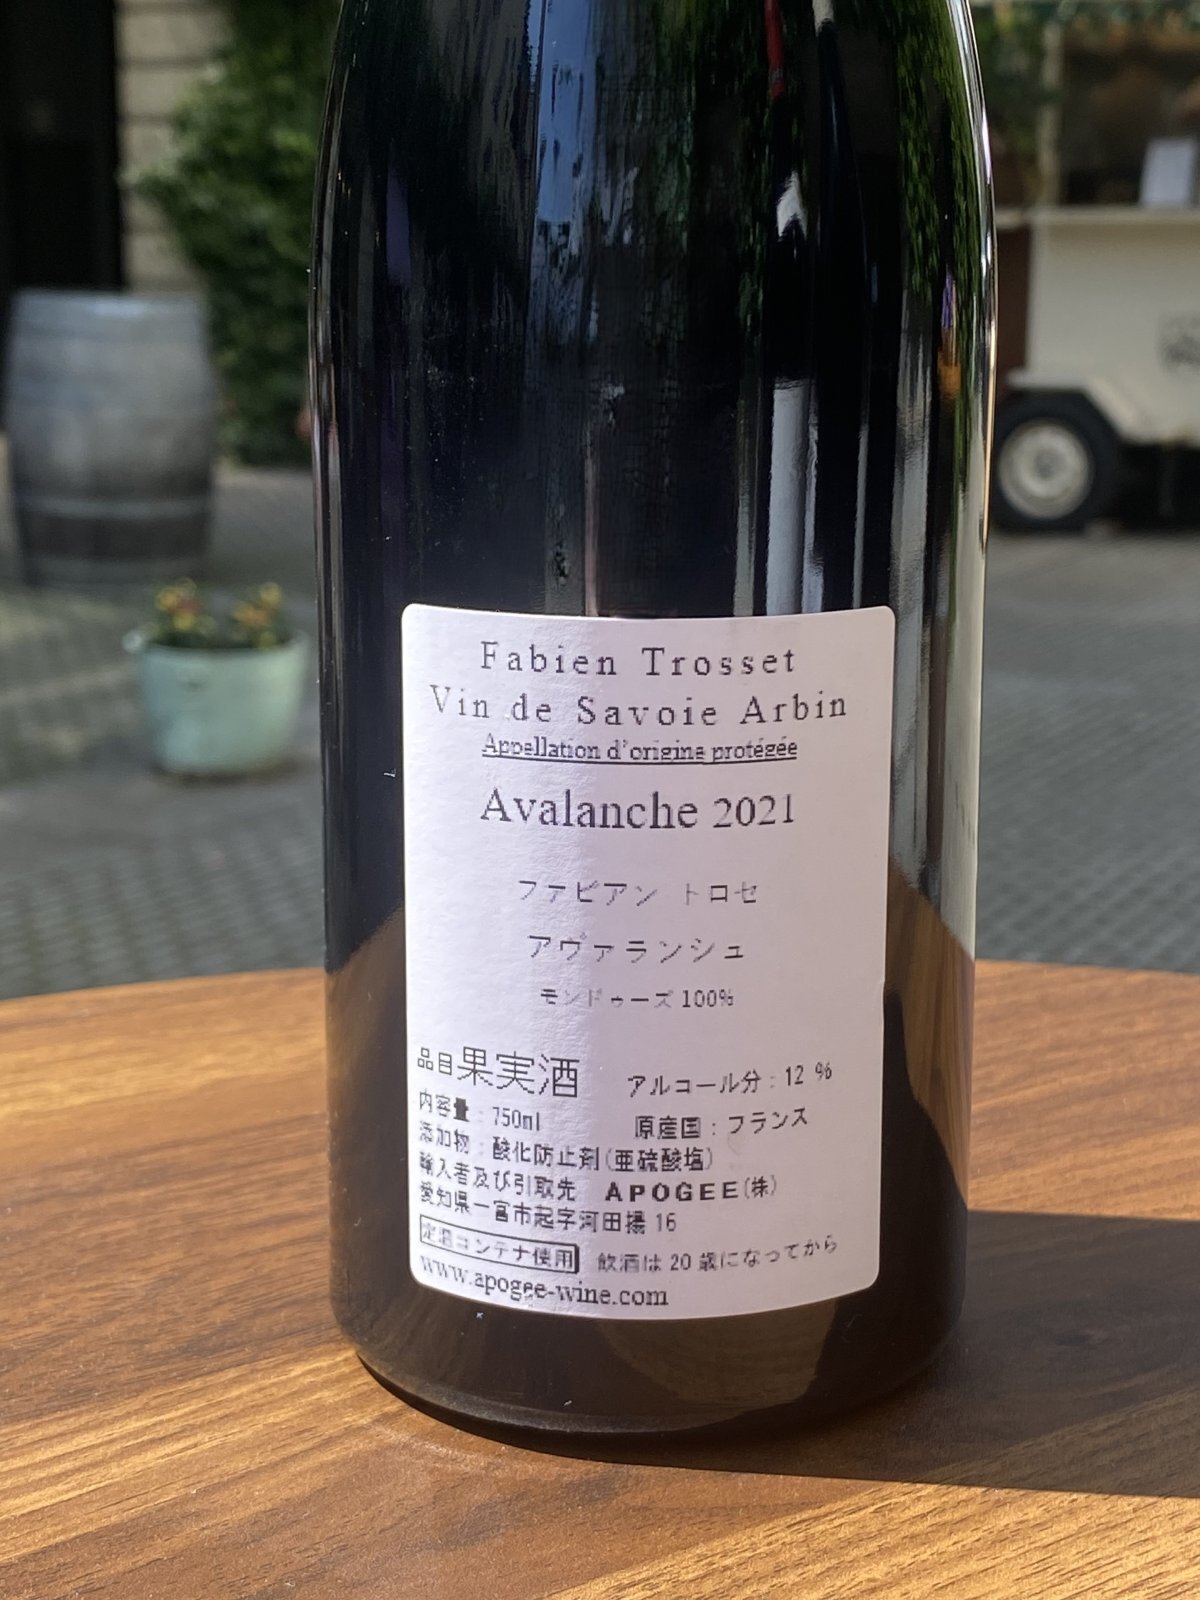 Fabien Trosset
Vin de Savoie Arbin
Appellation d'origine protégée
Avalanche 2021
ファビアン トロセ
アヴァランシュ
モンドゥーズ 100%
品目果実酒 アルコール分 : 12 %
内容量 : 750ml 原産国 : フランス
添加物 : 酸化防止剤(亜硫酸塩)
輸入者及び引取先 APOGEE(株)
愛知県一宮市起字河田揚 16
定温コンテナ使用 飲酒は 20 歳になってから
www.apogee-wine.com